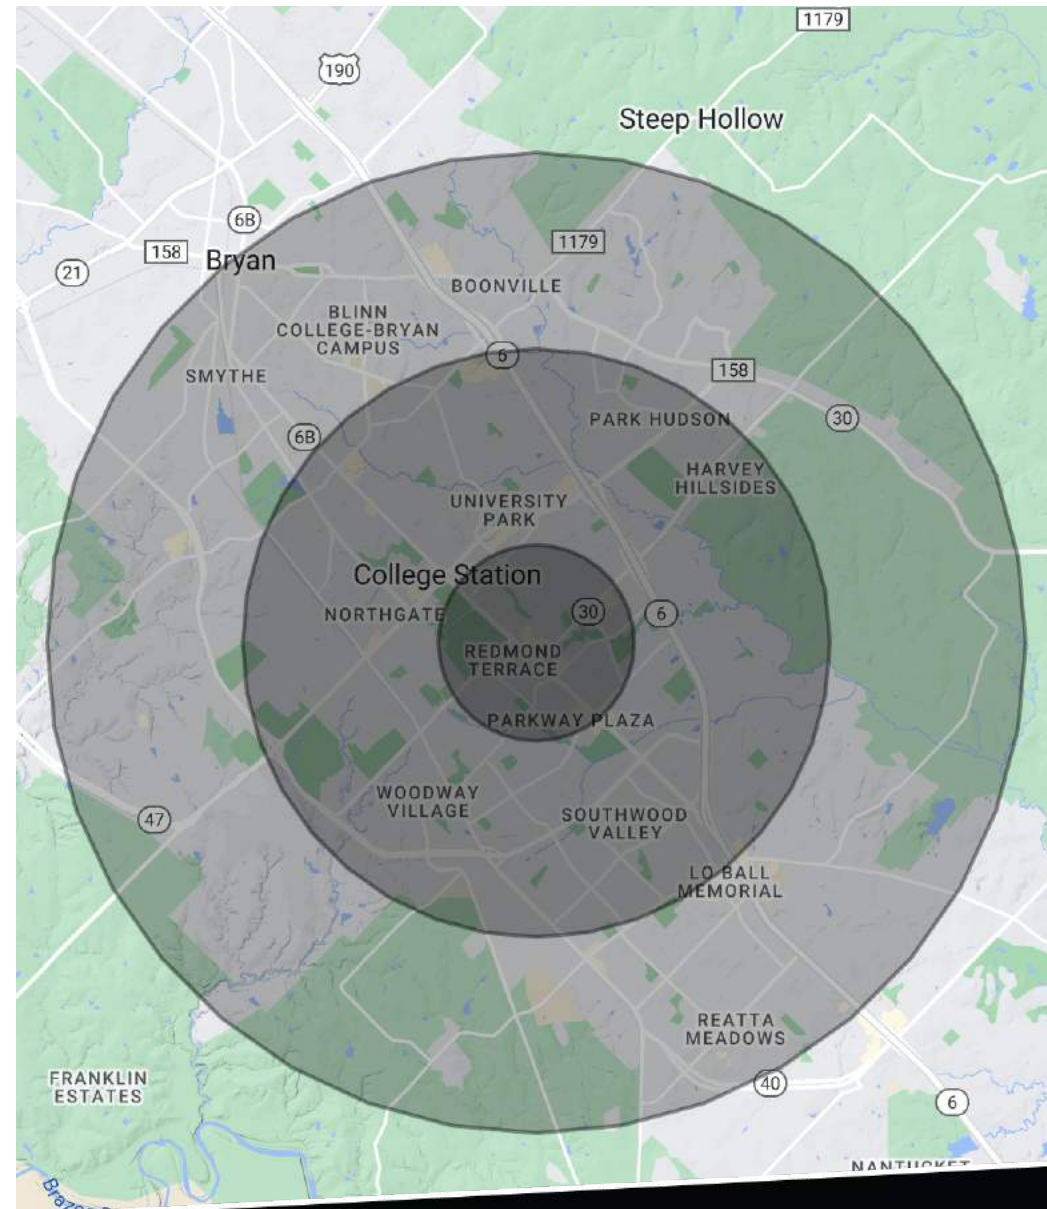 1179
190
Steep Hollow
6B
1179
158
Bryan
21
BOONVILLE
BLINN
COLLEGE-BRYAN
CAMPUS
6
SMYTHE
158
PARK HUDSON
30
6B
HARVEY
HILLSIDES
UNIVERSITY
PARK
College Station
NORTHGATE
30
6
REDMOND
TERRACE
PARKWAY PLAZA
WOODWAY
VILLAGE
47
SOUTHWOOD
VALLEY
LO BALL
MEMORIAL
REATTA
MEADOWS
FRANKLIN
ESTATES
40
6
NANTUCKET